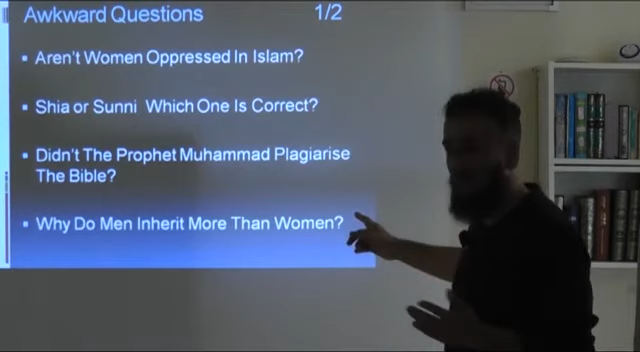 Awkward Questions 1/2
▪ Aren't Women Oppressed In Islam?
▪ Shia or Sunni Which One Is Correct?
▪ Didn't The Prophet Muhammad Plagiarise
The Bible?
▪ Why Do Men Inherit More Than Women?